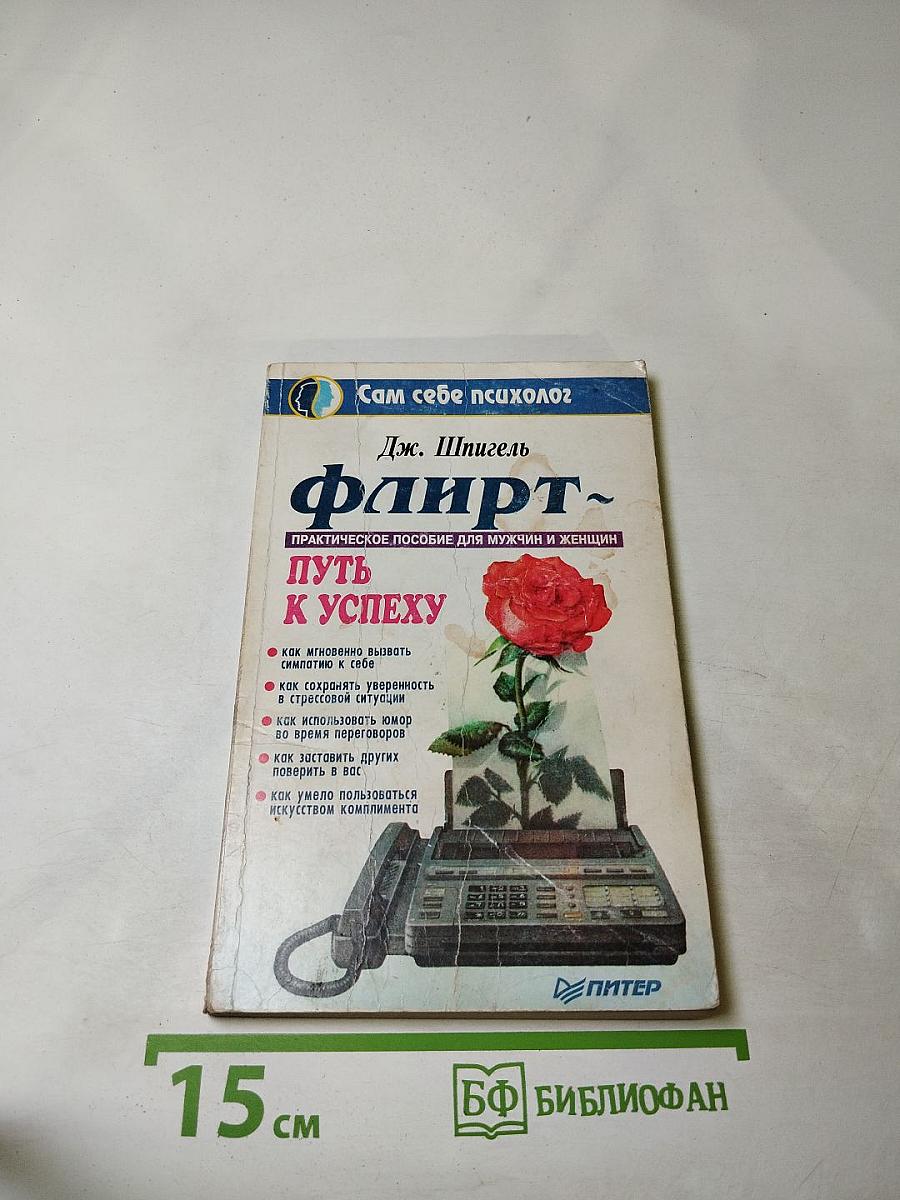 Сам себе психолог
Дж. Шпигель
Флирт~
ПРАКТИЧЕСКОЕ ПОСОБИЕ ДЛЯ МУЖЧИН И ЖЕНЩИН
ПУТЬ
К УСПЕХУ
• как мгновенно вызвать
симпатию к себе
• как сохранять уверенность
в стрессовой ситуации
• как использовать юмор
во время переговоров
• как заставить других
поверить в вас
• как умело пользоваться
искусством комплимента
ПИТЕР
15 см
БФ БИБЛИОФАН